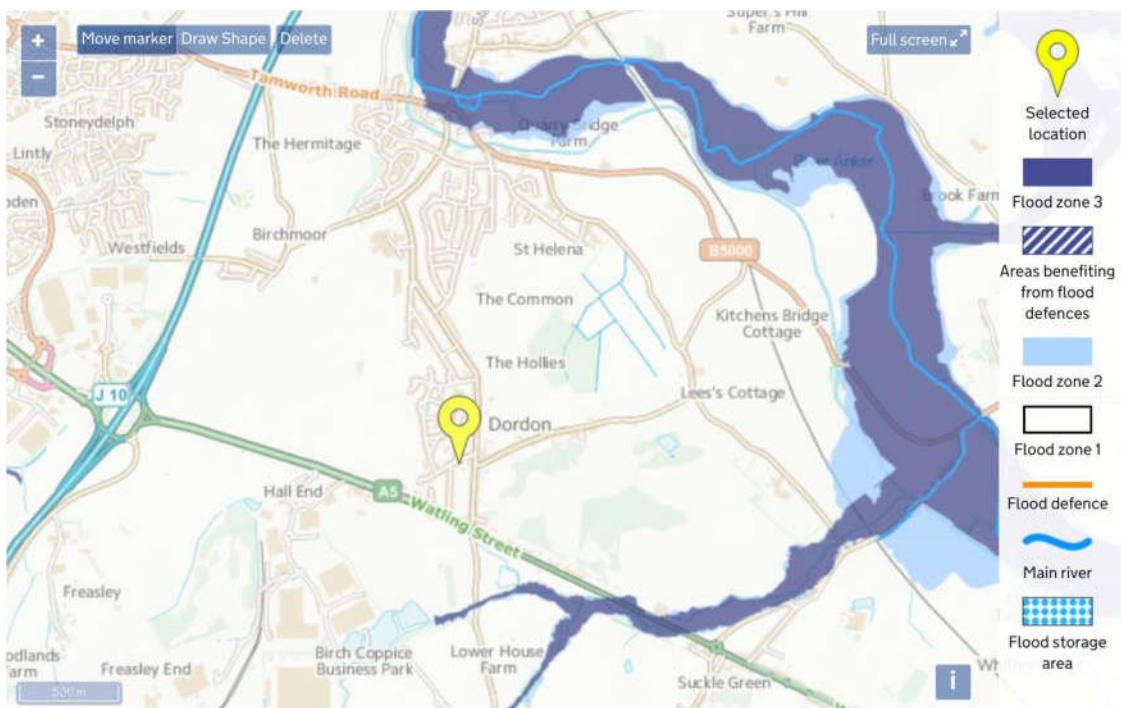 +
−
Move marker
Draw Shape
Delete
Super's Hill
Farm
Full screen
Tamworth Road
Stoneydelph
The Hermitage
Quarry Bridge
Farm
-Lintly
River Anker
Brook Farm
Birchmoor
Westfields
St Helena
B5000
The Common
Kitchens Bridge
Cottage
The Hollies
J 10
Lees's Cottage
Dordon
Hall End
A5
Watling Street
Freasley
Birch Coppice
Business Park
Lower House
Farm
Farm
Freasley End
Suckle Green
500m
i
Selected
location
Flood zone 3
Areas benefiting
from flood
defences
Flood zone 2
Flood zone 1
Flood defence
Main river
Flood storage
area